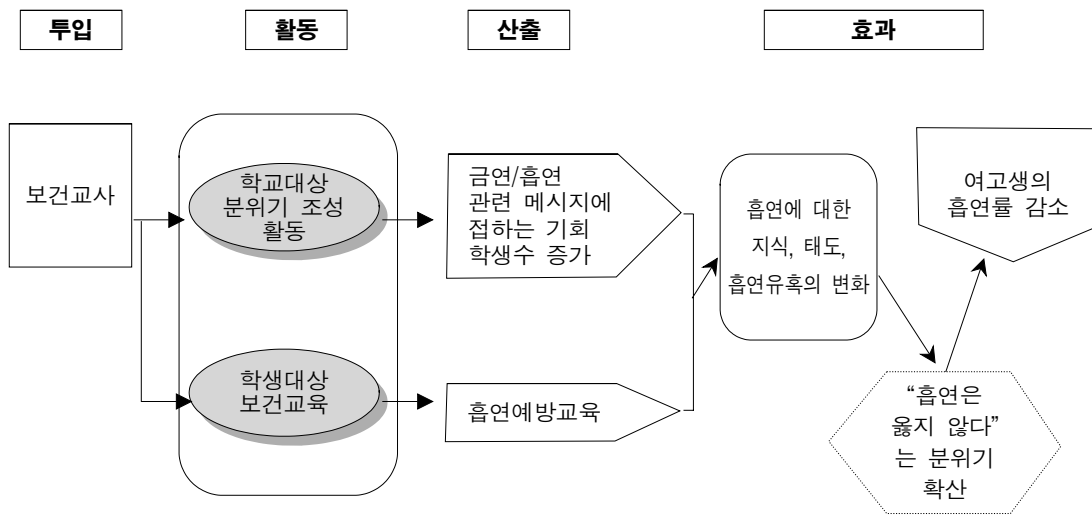 투입
활동
산출
효과
보건교사
학교대상
분위기 조성
활동
학생대상
보건교육
금연/흡연
관련 메시지에
접하는 기회
학생수 증가
흡연예방교육
흡연에 대한
지식, 태도,
흡연유혹의 변화
여고생의
흡연률 감소
“흡연은
옳지 않다”
는 분위기
확산